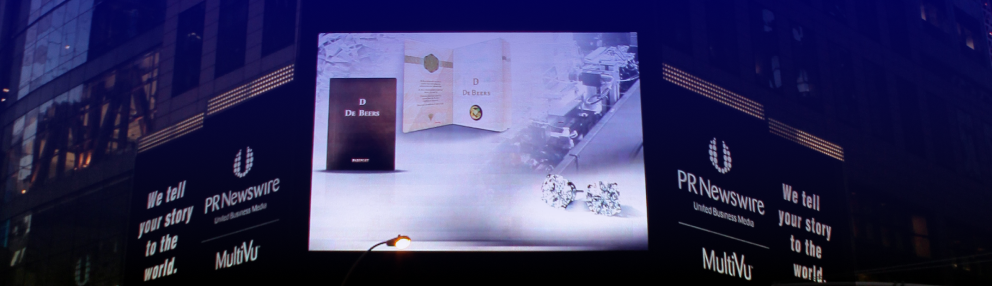 We tell
your story
to the
world.
PR Newswire
United Business Media
MultiVu
D
DE BEERS
D
DE BEERS
PR Newswire
United Business Media
MultiVu
We tell
your story
to the
world.